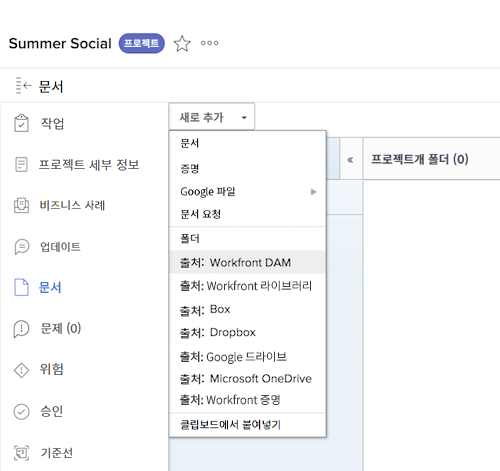 Summer Social 프로젝트
문서
작업
프로젝트 세부 정보
비즈니스 사례
업데이트
문서
문제 (0)
위험
승인
기준선
새로 추가
문서
증명
Google 파일
문서 요청
폴더
출처: Workfront DAM
출처: Workfront 라이브러리
출처: Box
출처: Dropbox
출처: Google 드라이브
출처: Microsoft OneDrive
출처: Workfront 증명
클립보드에서 붙여넣기
« 프로젝트개 폴더 (0)